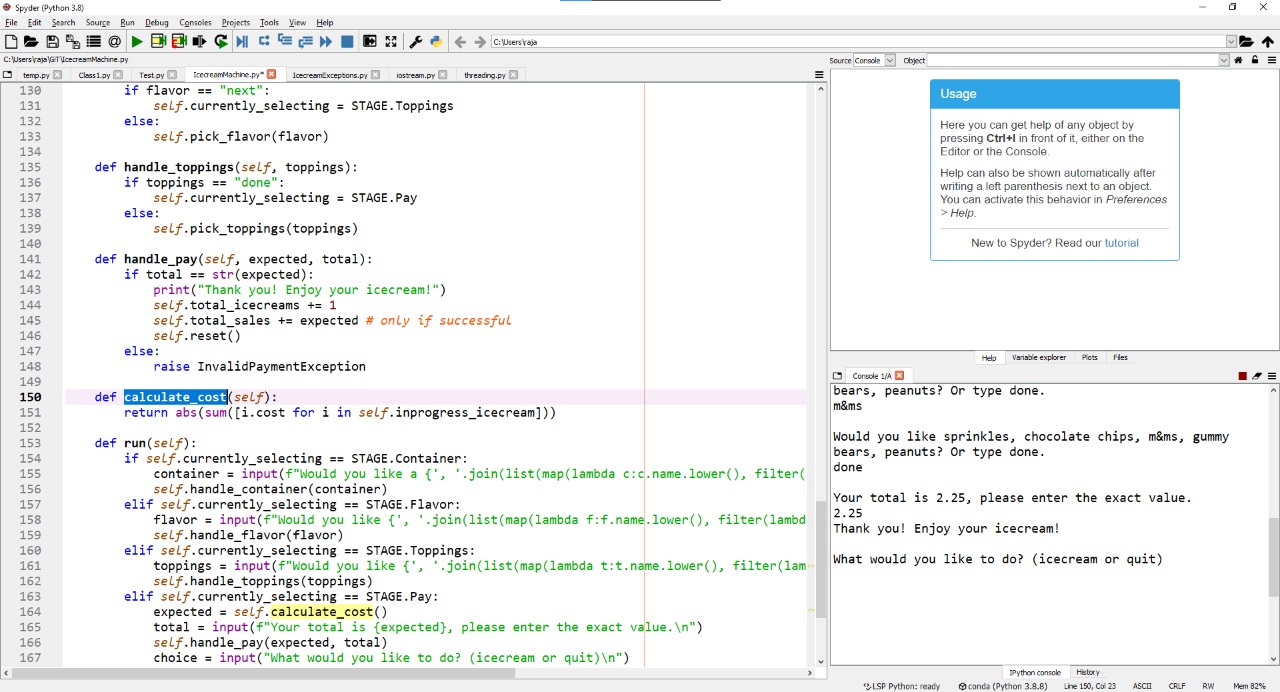 Spyder (Python 3.8)
File Edit Search Source Run Debug Consoles Projects Tools View Help
C:\Users\raja
C:\Users\raja\GIT\IcecreamMachine.py
temp.py Class1.py Test.py IcecreamMachine.py* IcecreamExceptions.py iostream.py threading.py
130 if flavor == "next":
131 self.currently_selecting = STAGE.Toppings
132 else:
133 self.pick_flavor(flavor)
134
135 def handle_toppings(self, toppings):
136 if toppings == "done":
137 self.currently_selecting = STAGE.Pay
138 else:
139 self.pick_toppings(toppings)
140
141 def handle_pay(self, expected, total):
142 if total == str(expected):
143 print("Thank you! Enjoy your icecream!")
144 self.total_icecreams += 1
145 self.total_sales += expected # only if successful
146 self.reset()
147 else:
148 raise InvalidPaymentException
149
150 def calculate_cost(self):
151 return abs(sum([i.cost for i in self.inprogress_icecream]))
152
153 def run(self):
154 if self.currently_selecting == STAGE.Container:
155 container = input(f"Would you like a {', '.join(list(map(lambda c:c.name.lower(), filter(
156 self.handle_container(container)
157 elif self.currently_selecting == STAGE.Flavor:
158 flavor = input(f"Would you like {', '.join(list(map(lambda f:f.name.lower(), filter(lambd
159 self.handle_flavor(flavor)
160 elif self.currently_selecting == STAGE.Toppings:
161 toppings = input(f"Would you like {', '.join(list(map(lambda t:t.name.lower(), filter(lam
162 self.handle_toppings(toppings)
163 elif self.currently_selecting == STAGE.Pay:
164 expected = self.calculate_cost()
165 total = input(f"Your total is {expected}, please enter the exact value.\n")
166 self.handle_pay(expected, total)
167 choice = input("What would you like to do? (icecream or quit)\n")
Source Console Object
Usage
Here you can get help of any object by
pressing Ctrl+I in front of it, either on the
Editor or the Console.
Help can also be shown automatically after
writing a left parenthesis next to an object.
You can activate this behavior in Preferences
> Help.
New to Spyder? Read our tutorial
Help Variable explorer Plots Files
Console 1/A
bears, peanuts? Or type done.
m&ms
Would you like sprinkles, chocolate chips, m&ms, gummy
bears, peanuts? Or type done.
done
Your total is 2.25, please enter the exact value.
2.25
Thank you! Enjoy your icecream!
What would you like to do? (icecream or quit)
IPython console History
LSP Python: ready conda (Python 3.8.8) Line 150, Col 23 ASCII CRLF RW Mem 82%